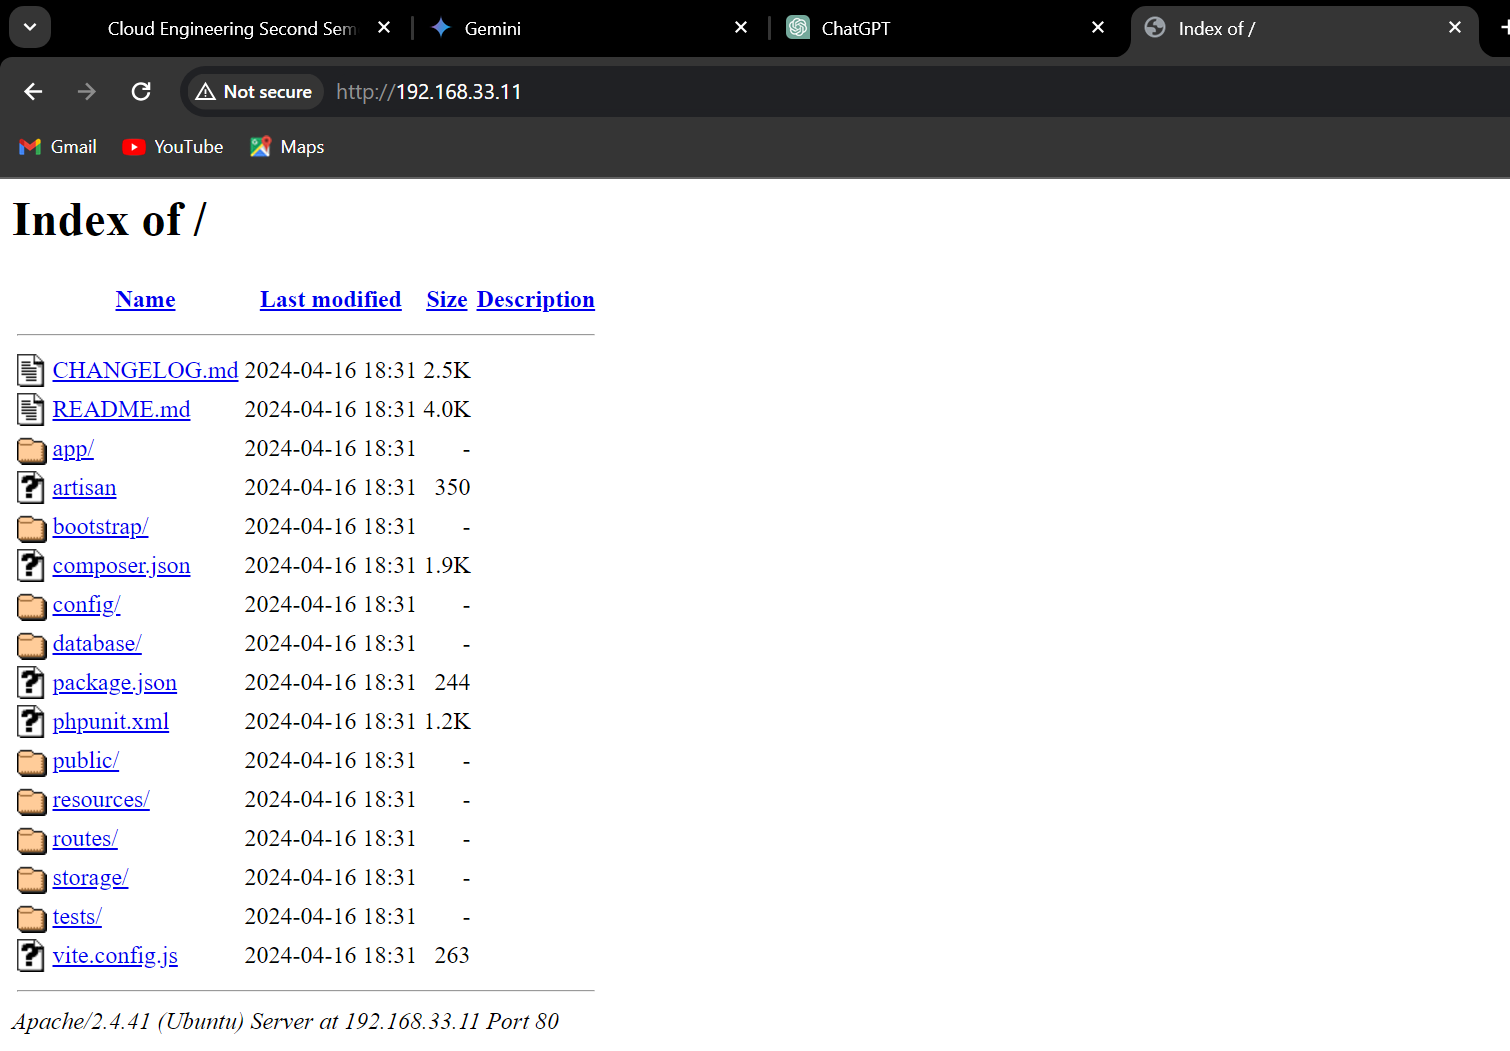 Cloud Engineering Second Sem
Gemini
ChatGPT
Index of /
Not secure http://192.168.33.11
Gmail YouTube Maps
Index of /
Name Last modified Size Description
CHANGELOG.md 2024-04-16 18:31 2.5K
README.md 2024-04-16 18:31 4.0K
app/ 2024-04-16 18:31 -
artisan 2024-04-16 18:31 350
bootstrap/ 2024-04-16 18:31 -
composer.json 2024-04-16 18:31 1.9K
config/ 2024-04-16 18:31 -
database/ 2024-04-16 18:31 -
package.json 2024-04-16 18:31 244
phpunit.xml 2024-04-16 18:31 1.2K
public/ 2024-04-16 18:31 -
resources/ 2024-04-16 18:31 -
routes/ 2024-04-16 18:31 -
storage/ 2024-04-16 18:31 -
tests/ 2024-04-16 18:31 -
vite.config.js 2024-04-16 18:31 263
Apache/2.4.41 (Ubuntu) Server at 192.168.33.11 Port 80